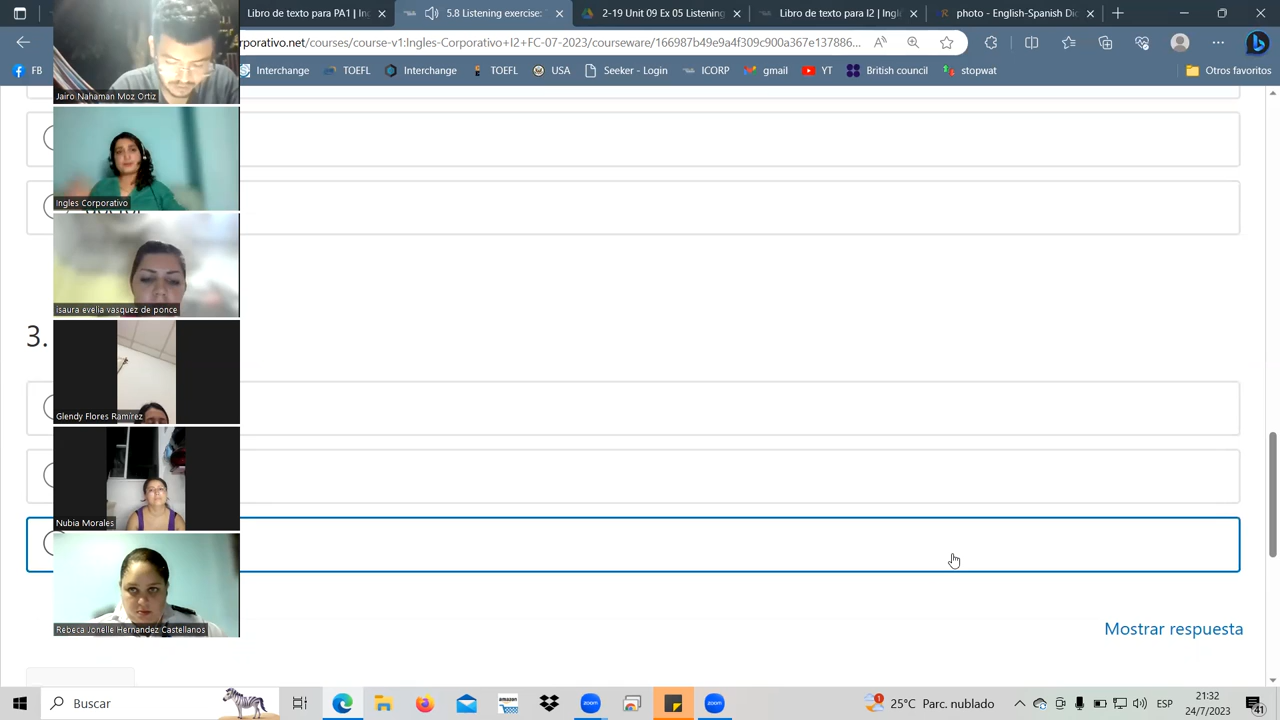 Libro de texto para PA1 | In
5.8 Listening exercise:
2-19 Unit 09 Ex 05 Listening
Libro de texto para I2 | Ingles
photo - English-Spanish Dic
rporativo.net/courses/course-v1:Ingles-Corporativo+I2+FC-07-2023/courseware/166987b49e9a4f309c900a367e137886...
FB
Interchange
TOEFL
Interchange
TOEFL
USA
Seeker - Login
ICORP
gmail
YT
British council
stopwat
Otros favoritos
Jairo Nahaman Moz Ortiz
Ingles Corporativo
isaura evelia vasquez de ponce
3.
Glendy Flores Ramírez
Nubia Morales
Rebeca Jonelle Hernandez Castellanos
Mostrar respuesta
Buscar
25°C Parc. nublado
ESP
21:32
24/7/2023
41